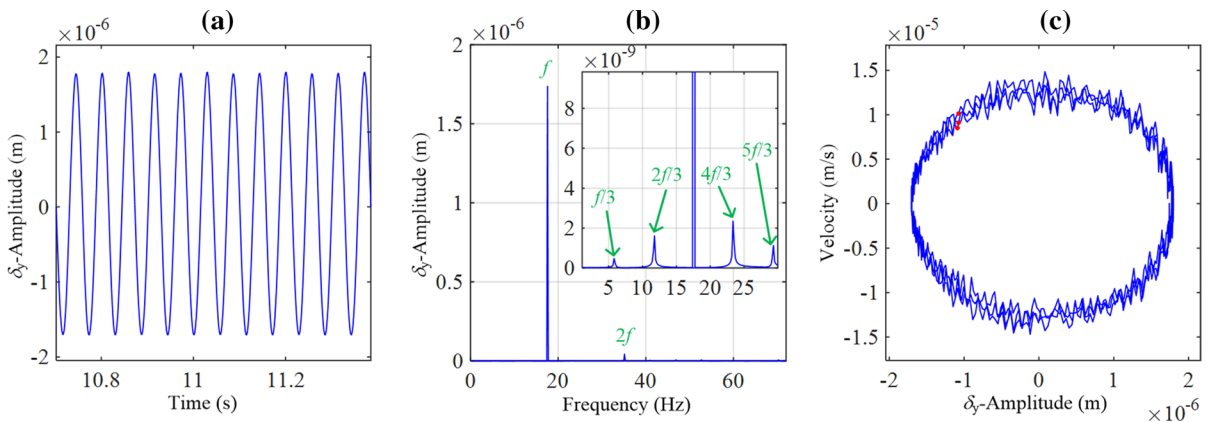 (a)
×10⁻⁶
2
1
0
-1
-2
δy-Amplitude (m)
10.8 11 11.2
Time (s)
(b)
×10⁻⁶
2
1.5
1
0.5
0
δy-Amplitude (m)
f
2f
×10⁻⁹
8
6
4
2
0
f/3
2f/3
4f/3
5f/3
5 10 15 20 25
0 20 40 60
Frequency (Hz)
(c)
×10⁻⁵
1.5
1
0.5
0
-0.5
-1
-1.5
Velocity (m/s)
-2 -1 0 1 2
δy-Amplitude (m)
×10⁻⁶